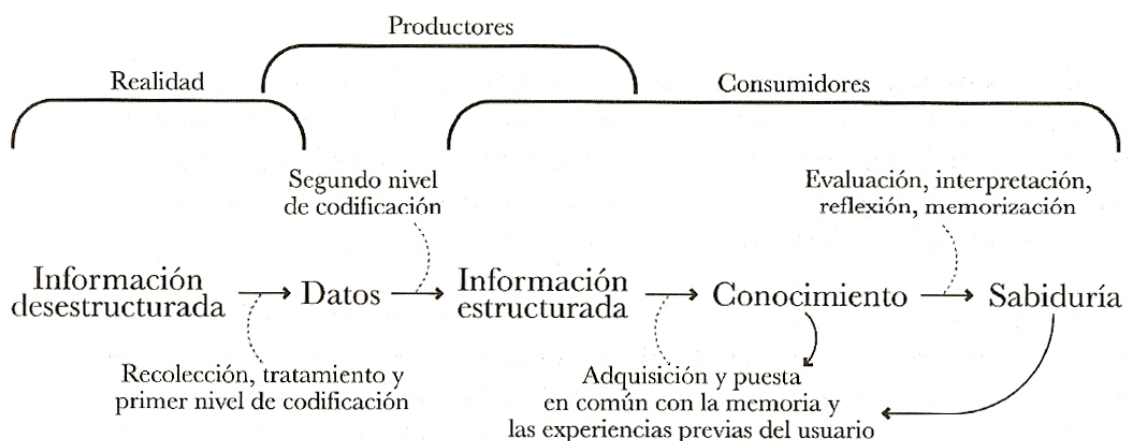 Productores
Realidad
Consumidores
Segundo nivel
de codificación
Evaluación, interpretación,
reflexión, memorización
Información
desestructurada
Datos
Información
estructurada
Conocimiento
Sabiduría
Recolección, tratamiento y
primer nivel de codificación
Adquisición y puesta
en común con la memoria y
las experiencias previas del usuario